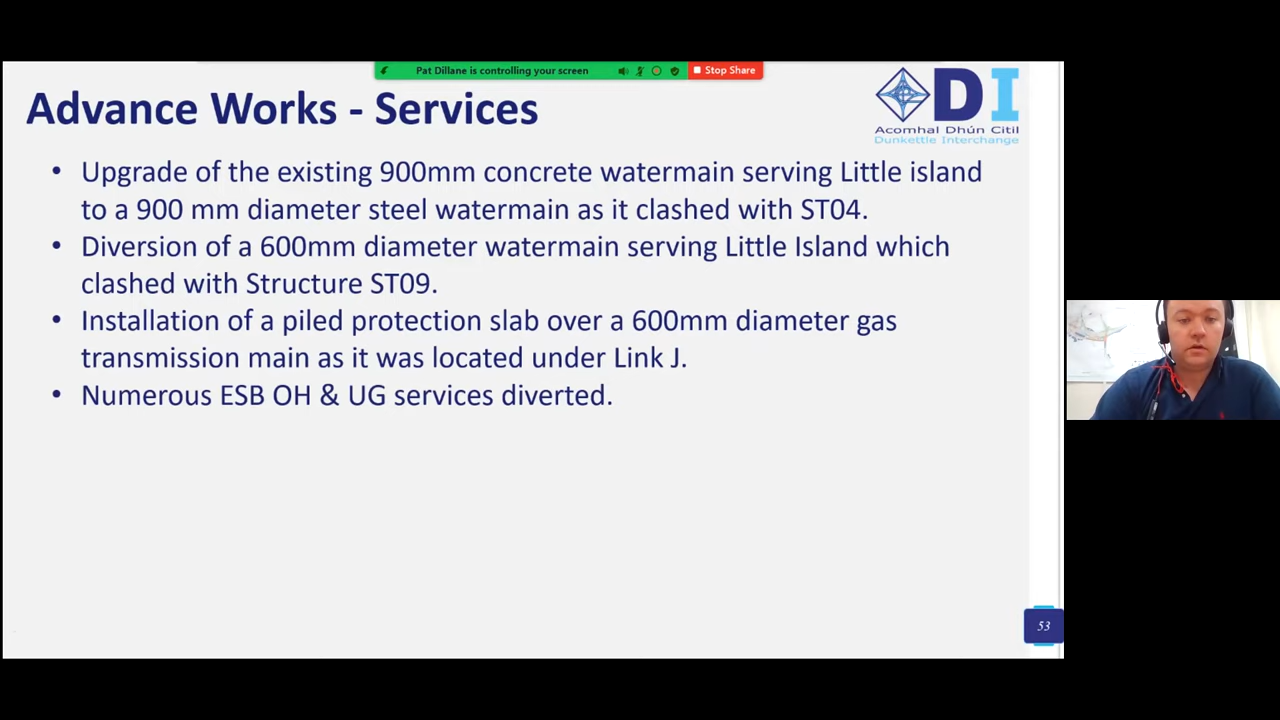 Pat Dillane is controlling your screen
Stop Share
Advance Works - Services
DI
Acomhal Dhún Citil
Dunkettle Interchange
• Upgrade of the existing 900mm concrete watermain serving Little island
to a 900 mm diameter steel watermain as it clashed with ST04.
• Diversion of a 600mm diameter watermain serving Little Island which
clashed with Structure ST09.
• Installation of a piled protection slab over a 600mm diameter gas
transmission main as it was located under Link J.
• Numerous ESB OH & UG services diverted.
53